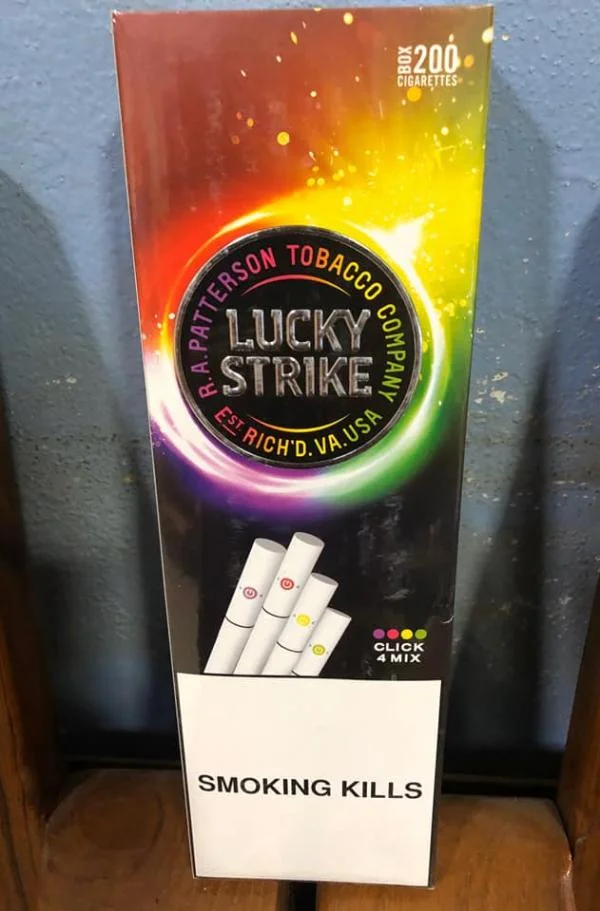 BOX 200
CIGARETTES
R.A. PATTERSON TOBACCO COMPANY
LUCKY
STRIKE
EST. RICH'D. VA. USA
CLICK
4 MIX
SMOKING KILLS